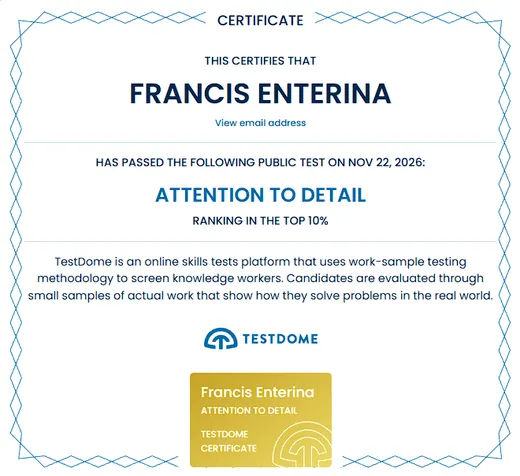 CERTIFICATE
THIS CERTIFIES THAT
FRANCIS ENTERINA
View email address
HAS PASSED THE FOLLOWING PUBLIC TEST ON NOV 22, 2026:
ATTENTION TO DETAIL
RANKING IN THE TOP 10%
TestDome is an online skills tests platform that uses work-sample testing
methodology to screen knowledge workers. Candidates are evaluated through
small samples of actual work that show how they solve problems in the real world.
TESTDOME
Francis Enterina
ATTENTION TO DETAIL
TESTDOME
CERTIFICATE